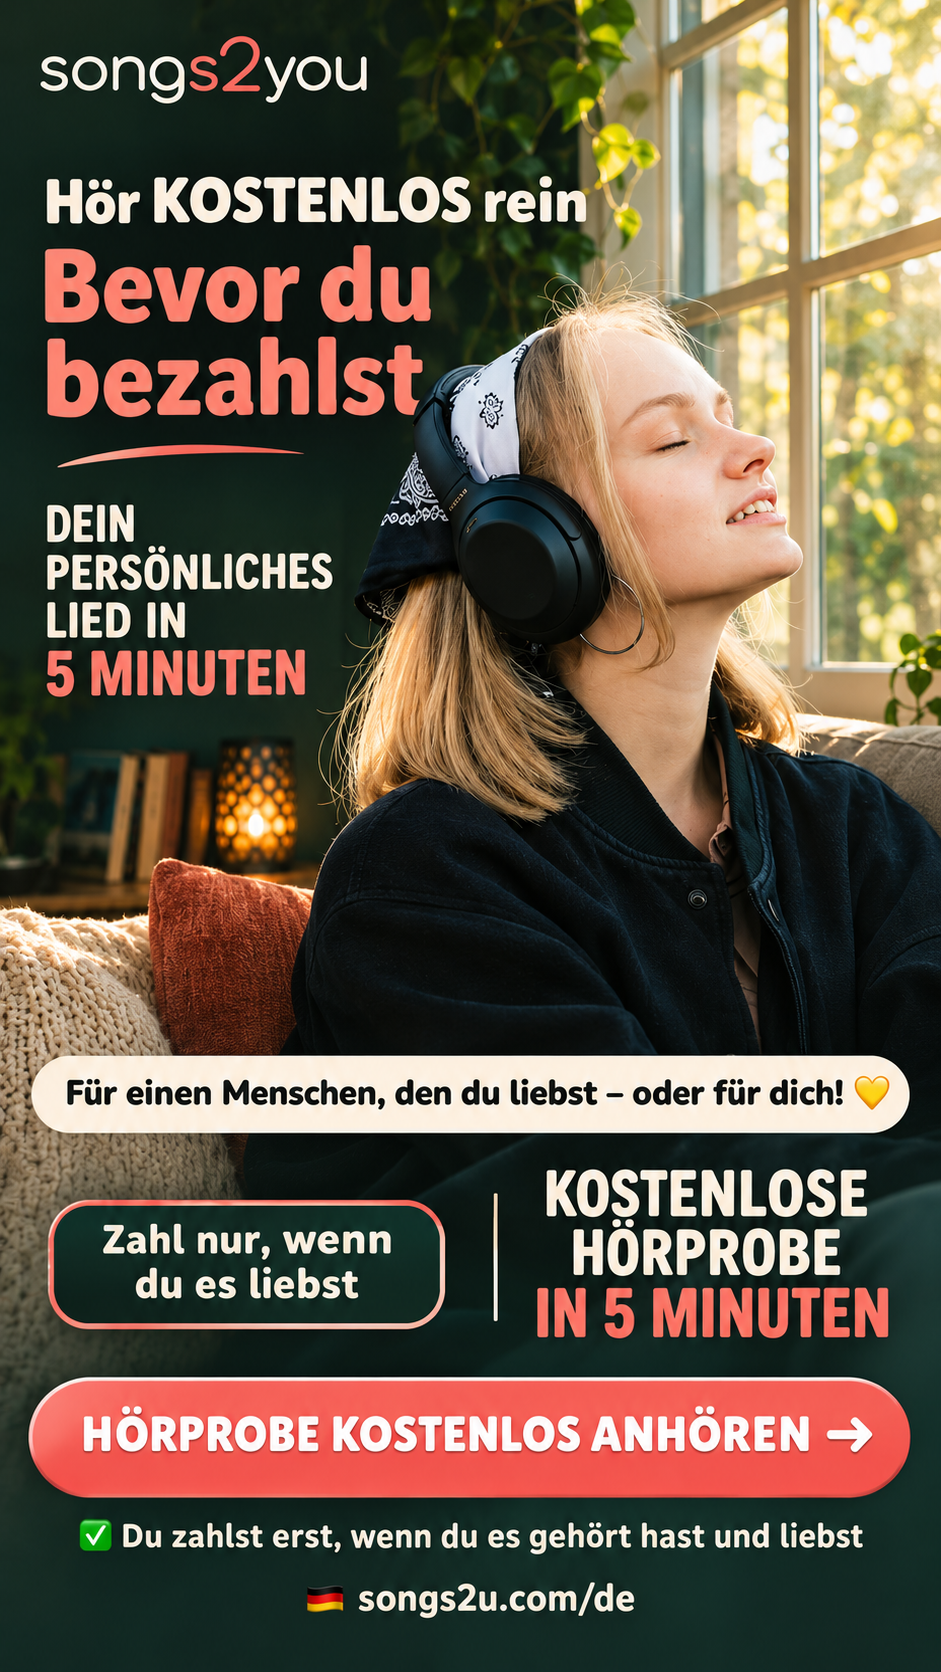 songs2you
Hör KOSTENLOS rein
Bevor du
bezahlst
DEIN
PERSÖNLICHES
LIED IN
5 MINUTEN
Für einen Menschen, den du liebst – oder für dich! 💛
Zahl nur, wenn
du es liebst
KOSTENLOSE
HÖRPROBE
IN 5 MINUTEN
HÖRPROBE KOSTENLOS ANHÖREN →
✅ Du zahlst erst, wenn du es gehört hast und liebst
🇩🇪 songs2u.com/de